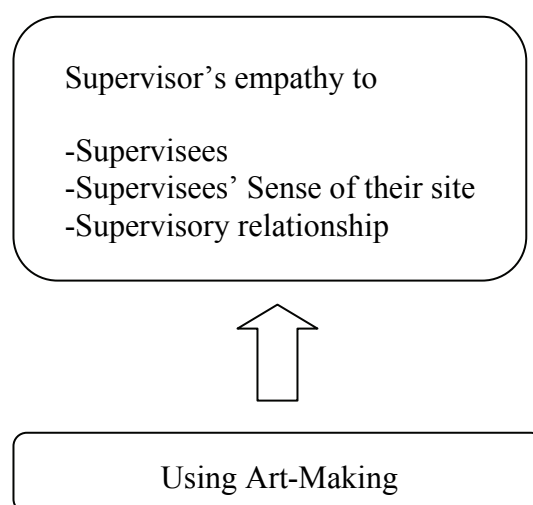 Supervisor’s empathy to
-Supervisees
-Supervisees’ Sense of their site
-Supervisory relationship
Using Art-Making